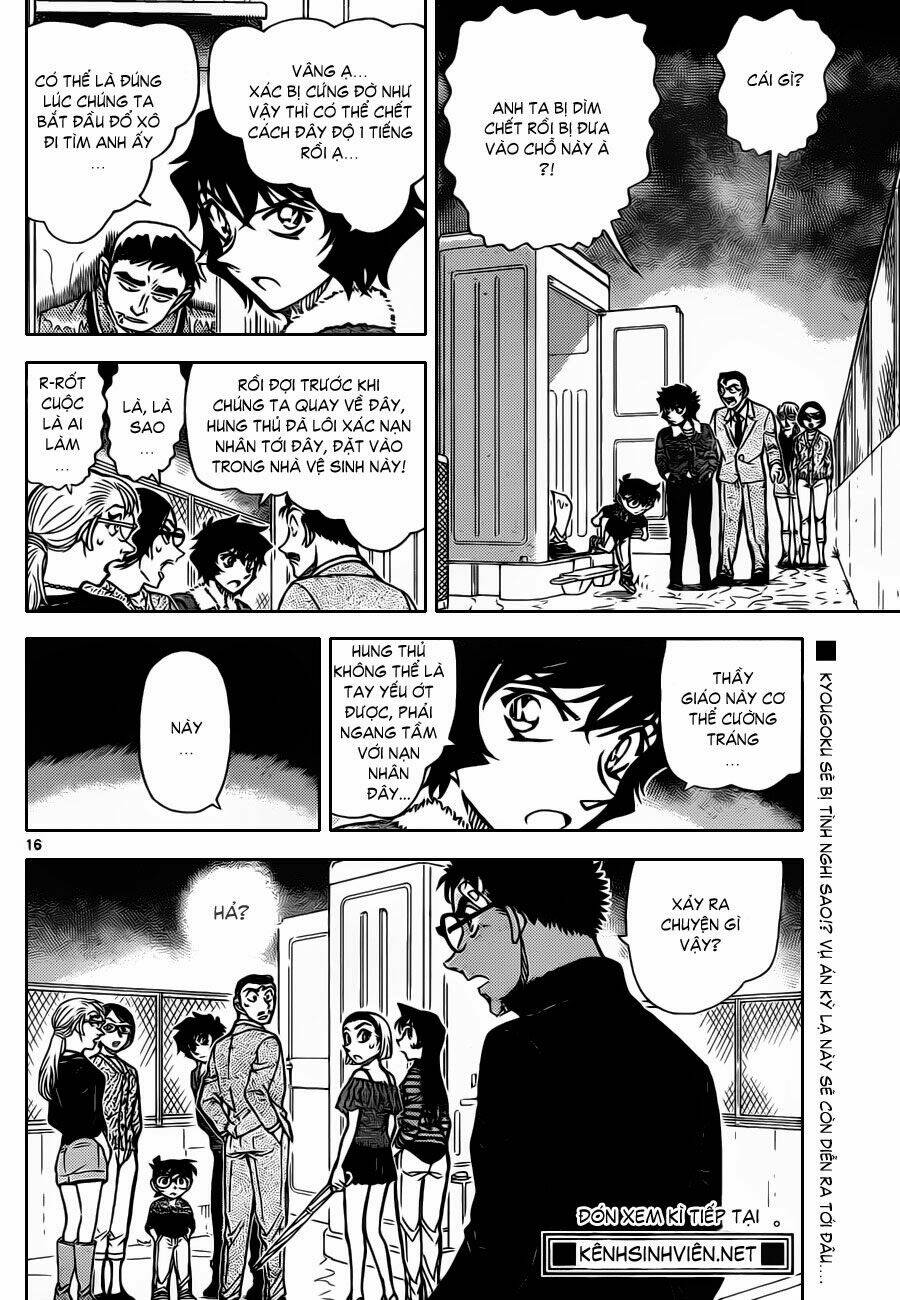 CÁI GÌ?
ANH TA BỊ DÌM
CHẾT RỒI BỊ ĐƯA
VÀO CHỖ NÀY À
?!
VÂNG Ạ...
XÁC BỊ CỨNG ĐỜ NHƯ
VẬY THÌ CÓ THỂ CHẾT
CÁCH ĐÂY ĐỘ 1 TIẾNG
RỒI Ạ...
CÓ THỂ LÀ ĐÚNG
LÚC CHÚNG TA
BẮT ĐẦU ĐỔ XÔ
ĐI TÌM ANH ẤY
...
RỒI ĐỢI TRƯỚC KHI
CHÚNG TA QUAY VỀ ĐÂY,
HUNG THỦ ĐÃ LÔI XÁC NẠN
NHÂN TỚI ĐÂY, ĐẶT VÀO
TRONG NHÀ VỆ SINH NÀY!
LÀ, LÀ
SAO
...
R-RỐT
CUỘC
LÀ AI
LÀM
...
THẦY
GIÁO NÀY CƠ
THỂ CƯỜNG
TRÁNG
...
HUNG THỦ
KHÔNG THỂ LÀ
TAY YẾU ỚT
ĐƯỢC, PHẢI
NGANG TẦM
VỚI NẠN
NHÂN
ĐÂY...
NÀY
...
16
XẢY RA
CHUYỆN GÌ
VẬY?
HẢ?
KYOUGOKU SẼ BỊ TÌNH NGHI SAO!? VỤ ÁN KỲ LẠ NÀY SẼ CÒN DIỄN RA TỚI ĐÂU....
ĐÓN XEM KÌ TIẾP TẠI
KÊNHSINHVIÊN.NET